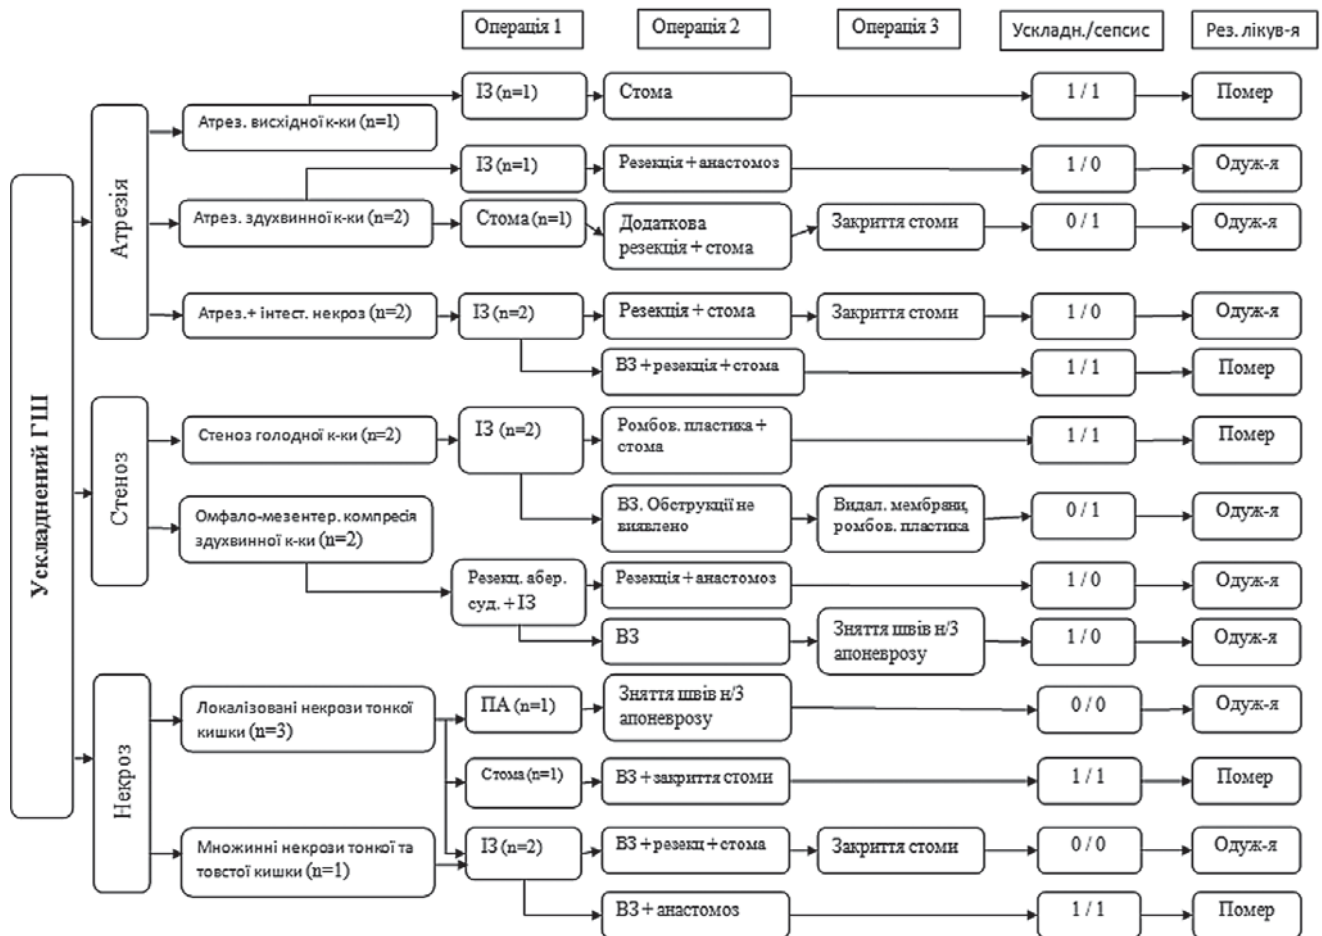 Операція 1
Операція 2
Операція 3
Ускладн./сепсис
Рез. лікув-я
Ускладнений ГШ
Атрезія
Атрез. висхідної к-ки (n=1)
ІЗ (n=1)
Стома
1 / 1
Помер
Атрез. здухвинної к-ки (n=2)
ІЗ (n=1)
Резекція + анастомоз
1 / 0
Одуж-я
Стома (n=1)
Додаткова
резекція + стома
Закриття стоми
0 / 1
Одуж-я
Атрез.+ інтест. некроз (n=2)
ІЗ (n=2)
Резекція + стома
Закриття стоми
1 / 0
Одуж-я
ВЗ + резекція + стома
1 / 1
Помер
Стеноз
Стеноз голодної к-ки (n=2)
ІЗ (n=2)
Ромбов. пластика +
стома
1 / 1
Помер
ВЗ. Обструкції не
виявлено
Видал. мембрани,
ромбов. пластика
0 / 1
Одуж-я
Омфало-мезентер. компресія
здухвинної к-ки (n=2)
Резекц. абер.
суд. + ІЗ
Резекція + анастомоз
1 / 0
Одуж-я
ВЗ
Зняття швів н/З
апоневрозу
1 / 0
Одуж-я
Некроз
Локалізовані некрози тонкої
кишки (n=3)
ПА (n=1)
Зняття швів н/З
апоневрозу
0 / 0
Одуж-я
Стома (n=1)
ВЗ + закриття стоми
1 / 1
Помер
Множинні некрози тонкої та
товстої кишки (n=1)
ІЗ (n=2)
ВЗ + резекц + стома
Закриття стоми
0 / 0
Одуж-я
ВЗ + анастомоз
1 / 1
Помер